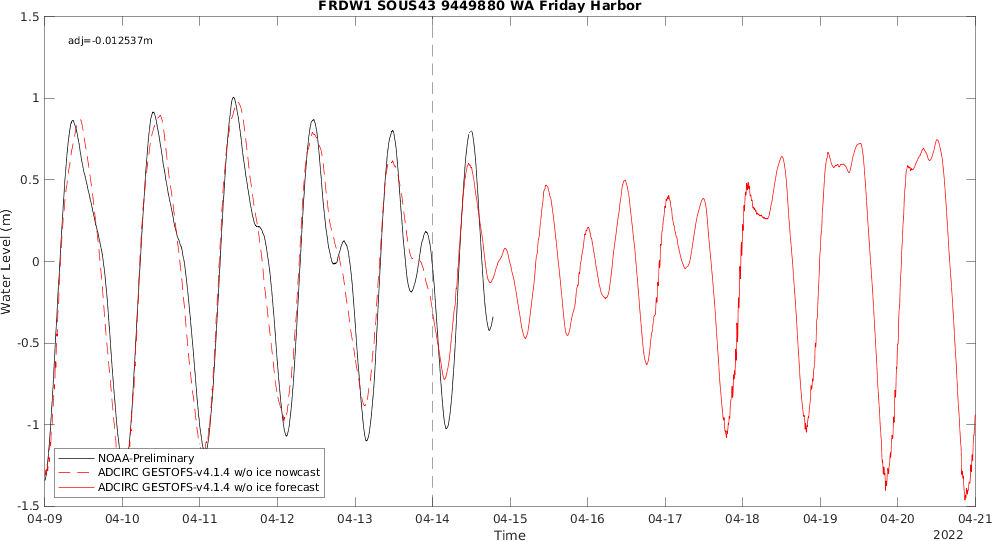 FRDW1 SOUS43 9449880 WA Friday Harbor
adj=-0.012537m
1.5
1
0.5
0
-0.5
-1
-1.5
Water Level (m)
NOAA-Preliminary
ADCIRC GESTOFS-v4.1.4 w/o ice nowcast
ADCIRC GESTOFS-v4.1.4 w/o ice forecast
04-09 04-10 04-11 04-12 04-13 04-14 04-15 04-16 04-17 04-18 04-19 04-20 04-21
Time
2022